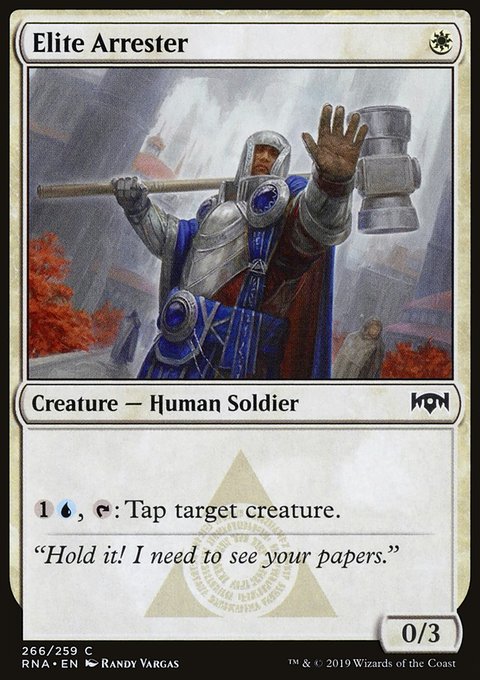 Elite Arrester
Creature — Human Soldier
1, : Tap target creature.
“Hold it! I need to see your papers.”
0/3
266/259 C
RNA • EN Randy Vargas
™ & © 2019 Wizards of the Coast